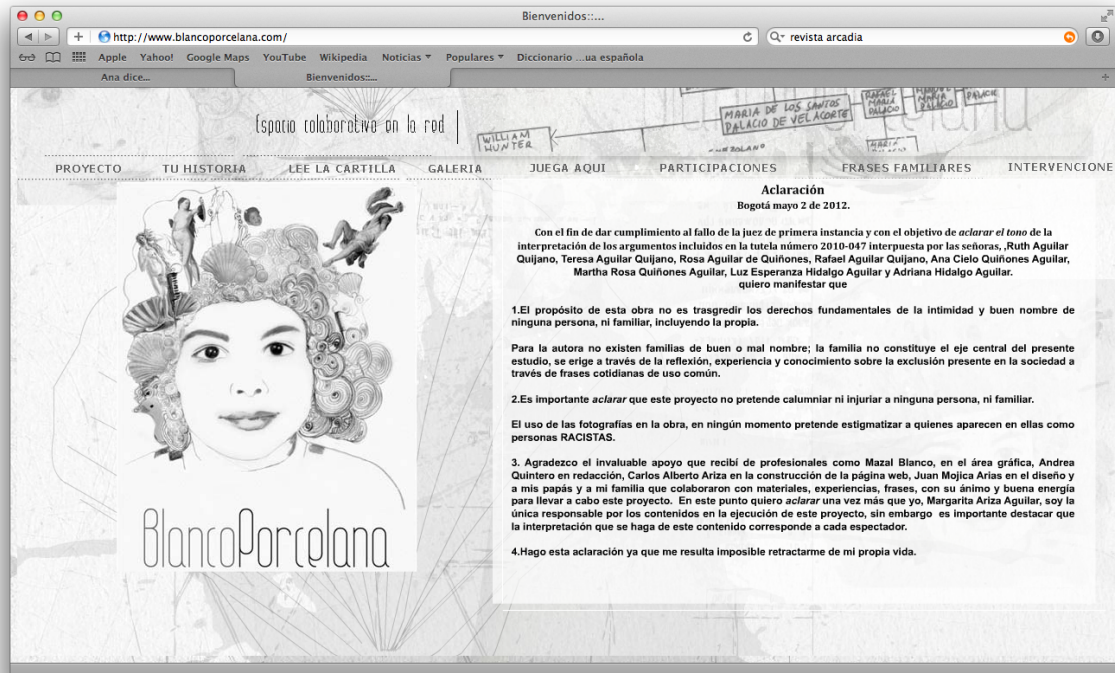 Bienvenidos::...
http://www.blancoporcelana.com/
revista arcadia
Apple Yahoo! Google Maps YouTube Wikipedia Noticias Populares Diccionario ...ua española
Ana dice...
Bienvenidos::...
Espacio colaborativo en la red
WILLIAM
HUNTER
MARIA DE LOS SANTOS
PALACIO DE VELACORTE
RAFAEL
MARIA
PALACIO
MARIA
PALACIO
PROYECTO TU HISTORIA LEE LA CARTILLA GALERIA JUEGA AQUI PARTICIPACIONES FRASES FAMILIARES INTERVENCIONE
Aclaración
Bogotá mayo 2 de 2012.
Con el fin de dar cumplimiento al fallo de la juez de primera instancia y con el objetivo de aclarar el tono de la
interpretación de los argumentos incluidos en la tutela número 2010-047 interpuesta por las señoras, ,Ruth Aguilar
Quijano, Teresa Aguilar Quijano, Rosa Aguilar de Quiñones, Rafael Aguilar Quijano, Ana Cielo Quiñones Aguilar,
Martha Rosa Quiñones Aguilar, Luz Esperanza Hidalgo Aguilar y Adriana Hidalgo Aguilar.
quiero manifestar que
1.El propósito de esta obra no es trasgredir los derechos fundamentales de la intimidad y buen nombre de
ninguna persona, ni familiar, incluyendo la propia.
Para la autora no existen familias de buen o mal nombre; la familia no constituye el eje central del presente
estudio, se erige a través de la reflexión, experiencia y conocimiento sobre la exclusión presente en la sociedad a
través de frases cotidianas de uso común.
2.Es importante aclarar que este proyecto no pretende calumniar ni injuriar a ninguna persona, ni familiar.
El uso de las fotografías en la obra, en ningún momento pretende estigmatizar a quienes aparecen en ellas como
personas RACISTAS.
3. Agradezco el invaluable apoyo que recibí de profesionales como Mazal Blanco, en el área gráfica, Andrea
Quintero en redacción, Carlos Alberto Ariza en la construcción de la página web, Juan Mojica Arias en el diseño y
a mis papás y a mi familia que colaboraron con materiales, experiencias, frases, con su ánimo y buena energía
para llevar a cabo este proyecto. En este punto quiero aclarar una vez más que yo, Margarita Ariza Aguilar, soy la
única responsable por los contenidos en la ejecución de este proyecto, sin embargo es importante destacar que
la interpretación que se haga de este contenido corresponde a cada espectador.
4.Hago esta aclaración ya que me resulta imposible retractarme de mi propia vida.
BlancoPorcelana